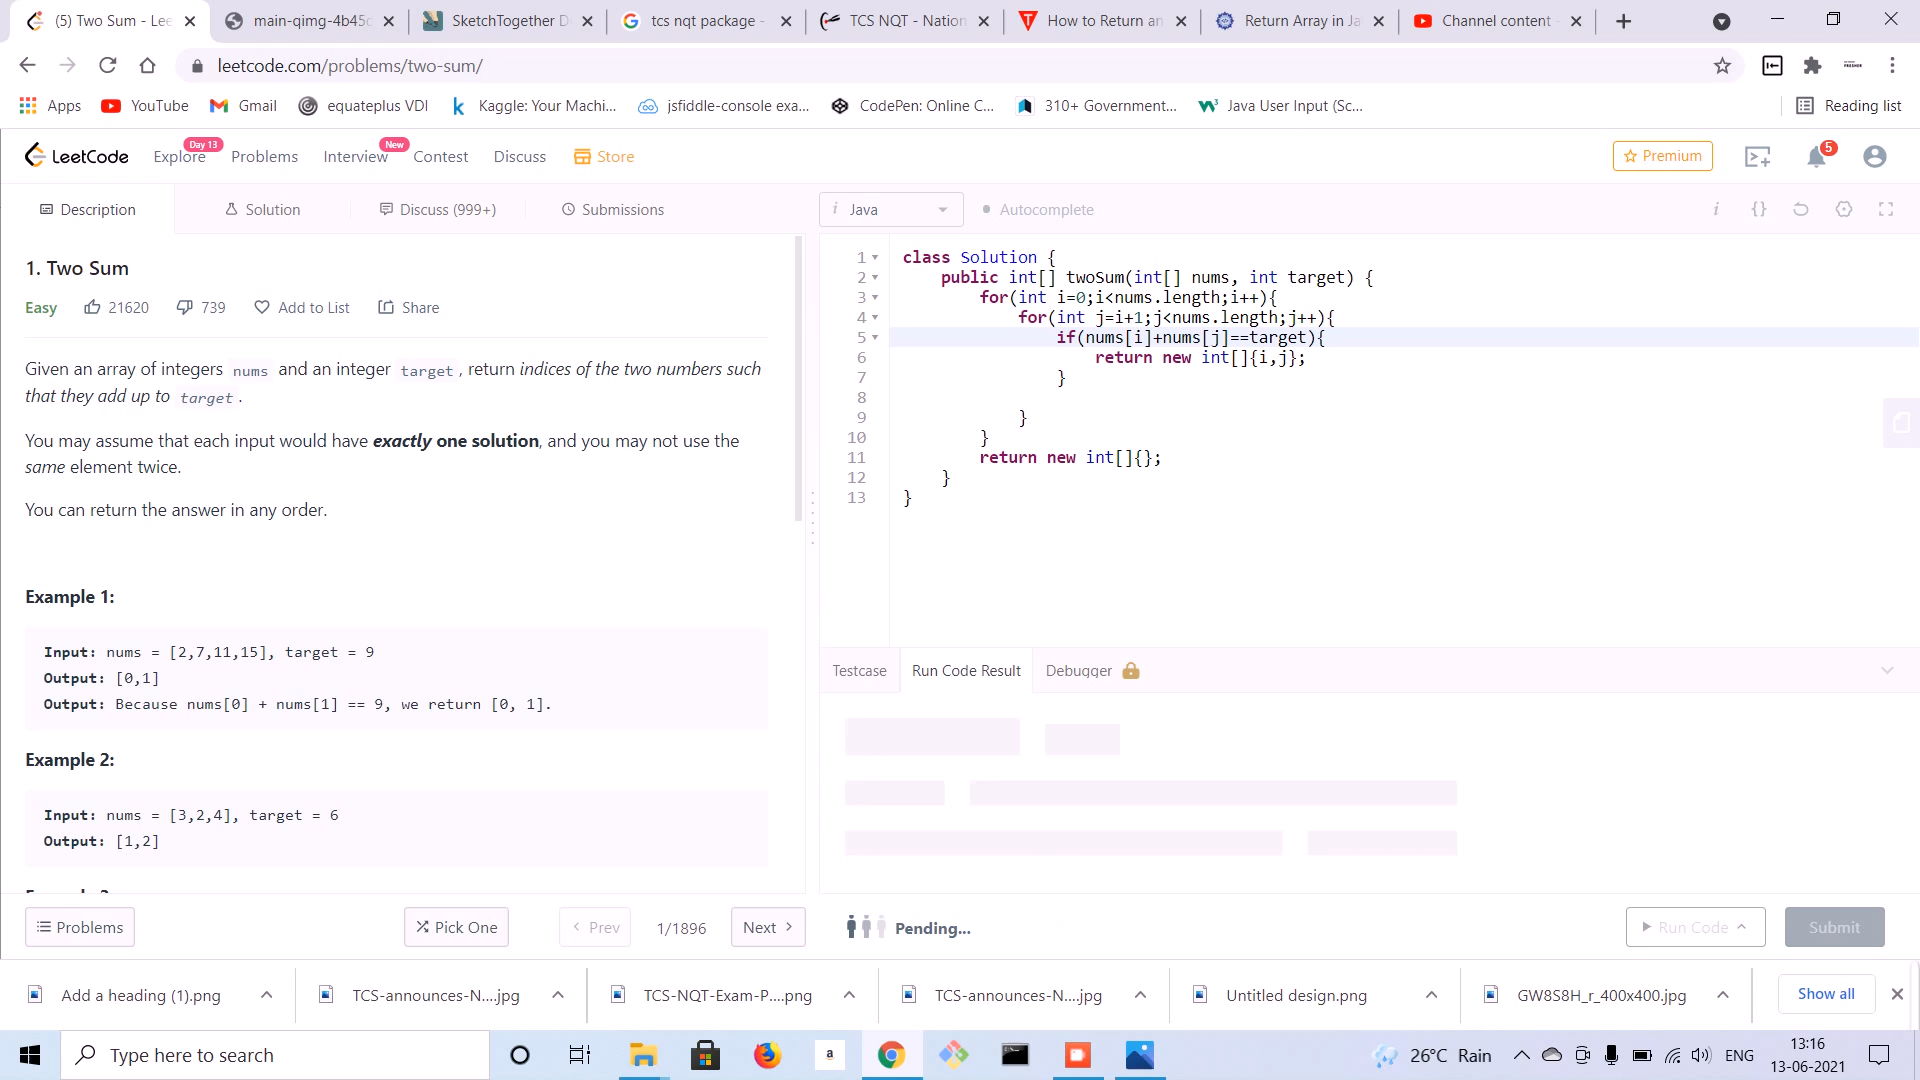 (5) Two Sum - Lee
main-qimg-4b45c
SketchTogether D
tcs nqt package -
TCS NQT - Nation
How to Return an
Return Array in Ja
Channel content -
leetcode.com/problems/two-sum/
Apps
YouTube
Gmail
equateplus VDI
Kaggle: Your Machi...
jsfiddle-console exa...
CodePen: Online C...
310+ Government...
Java User Input (Sc...
Reading list
LeetCode
Explore
Day 13
Problems
Interview
New
Contest
Discuss
Store
Premium
5
Description
Solution
Discuss (999+)
Submissions
i Java
Autocomplete
1. Two Sum
Easy 21620 739 Add to List Share
Given an array of integers nums and an integer target, return indices of the two numbers such
that they add up to target.
You may assume that each input would have exactly one solution, and you may not use the
same element twice.
You can return the answer in any order.
Example 1:
Input: nums = [2,7,11,15], target = 9
Output: [0,1]
Output: Because nums[0] + nums[1] == 9, we return [0, 1].
Example 2:
Input: nums = [3,2,4], target = 6
Output: [1,2]
1 class Solution {
2 public int[] twoSum(int[] nums, int target) {
3 for(int i=0;i<nums.length;i++){
4 for(int j=i+1;j<nums.length;j++){
5 if(nums[i]+nums[j]==target){
6 return new int[]{i,j};
7 }
8
9 }
10 }
11 return new int[]{};
12 }
13 }
Testcase
Run Code Result
Debugger
Problems
Pick One
Prev
1/1896
Next
Pending...
Run Code
Submit
Add a heading (1).png
TCS-announces-N....jpg
TCS-NQT-Exam-P....png
TCS-announces-N....jpg
Untitled design.png
GW8S8H_r_400x400.jpg
Show all
Type here to search
26°C Rain
ENG
13:16
13-06-2021